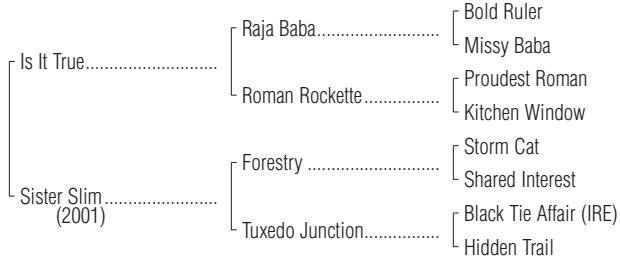 Bold Ruler
Raja Baba
Missy Baba
Is It True
Proudest Roman
Roman Rockette
Kitchen Window
Storm Cat
Forestry
Shared Interest
Sister Slim
(2001)
Black Tie Affair (IRE)
Tuxedo Junction
Hidden Trail